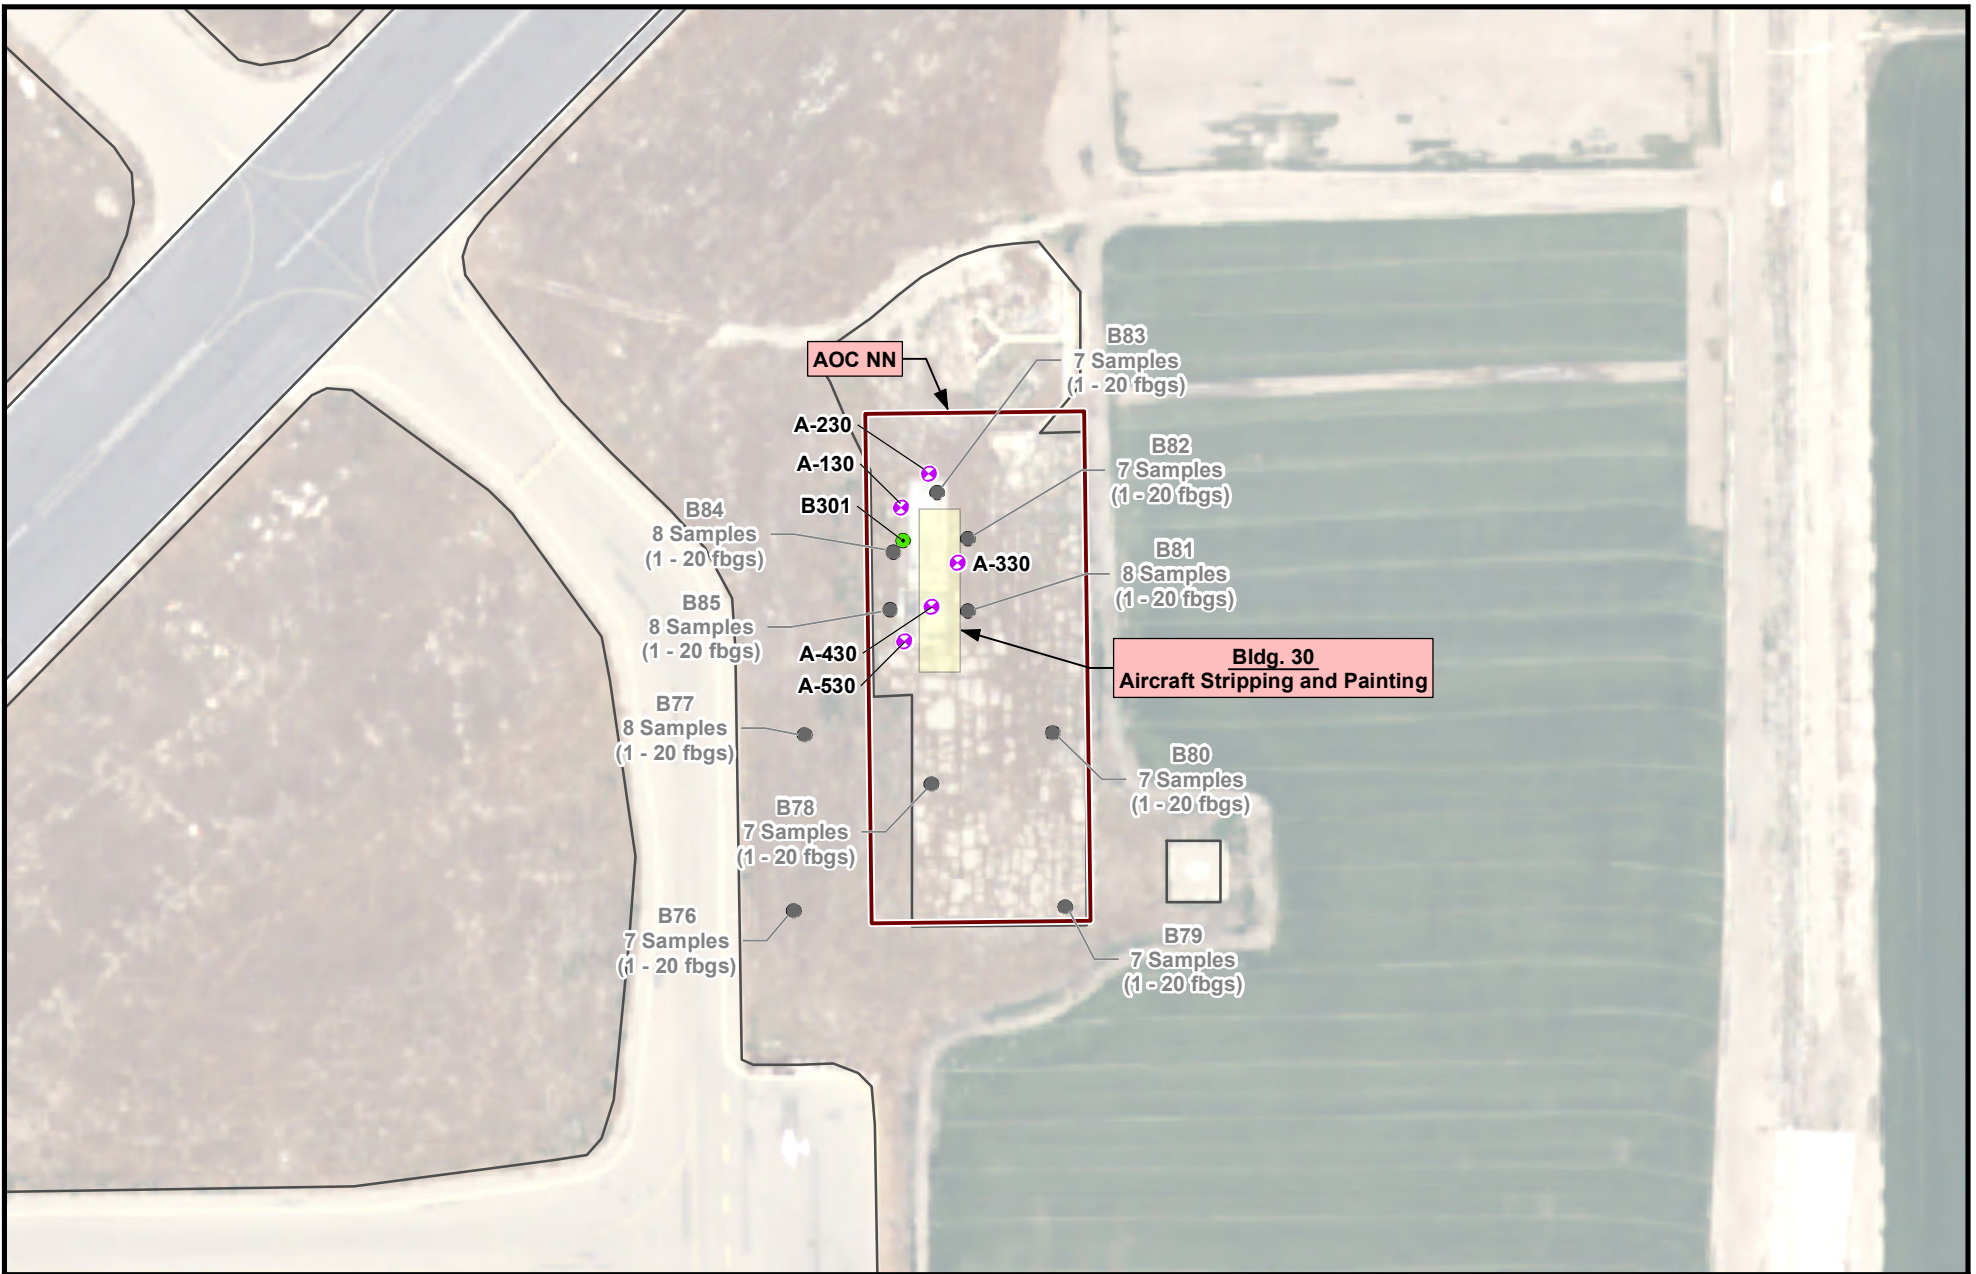 B83
7 Samples
(1 - 20 fbgs)
AOC NN
A-230
A-130
B301
B82
7 Samples
(1 - 20 fbgs)
B84
8 Samples
(1 - 20 fbgs)
A-330
B81
8 Samples
(1 - 20 fbgs)
B85
8 Samples
(1 - 20 fbgs)
A-430
A-530
Bldg. 30
Aircraft Stripping and Painting
B77
8 Samples
(1 - 20 fbgs)
B80
7 Samples
(1 - 20 fbgs)
B78
7 Samples
(1 - 20 fbgs)
B76
7 Samples
(1 - 20 fbgs)
B79
7 Samples
(1 - 20 fbgs)